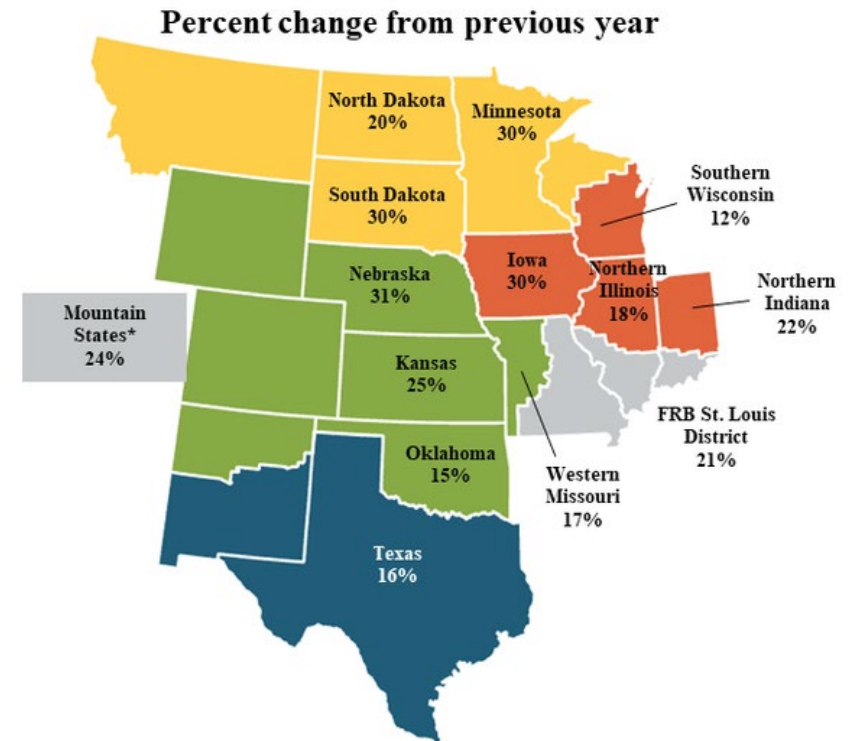 Percent change from previous year
North Dakota
20%
Minnesota
30%
Southern
Wisconsin
12%
South Dakota
30%
Iowa
30%
Northern
Illinois
18%
Northern
Indiana
22%
Nebraska
31%
Mountain
States*
24%
Kansas
25%
FRB St. Louis
District
21%
Oklahoma
15%
Western
Missouri
17%
Texas
16%